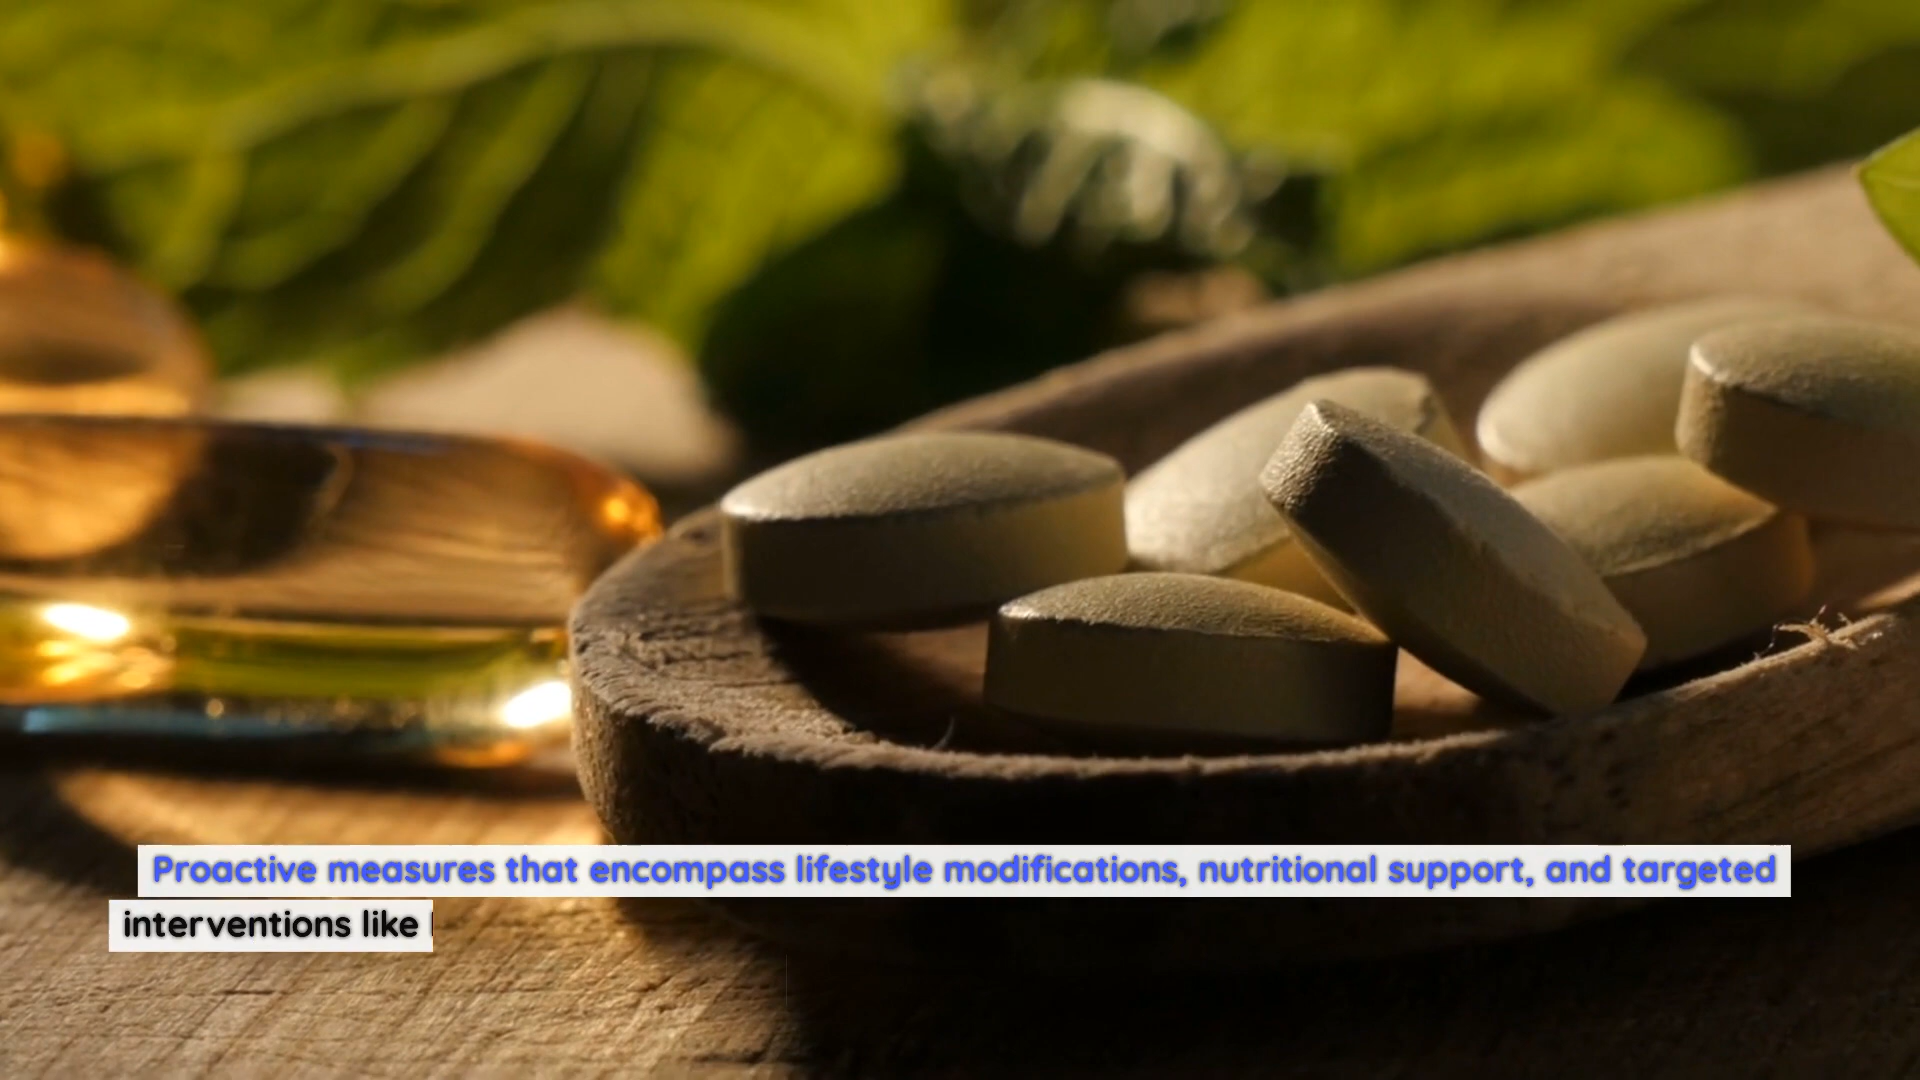 Proactive measures that encompass lifestyle modifications, nutritional support, and targeted
interventions like